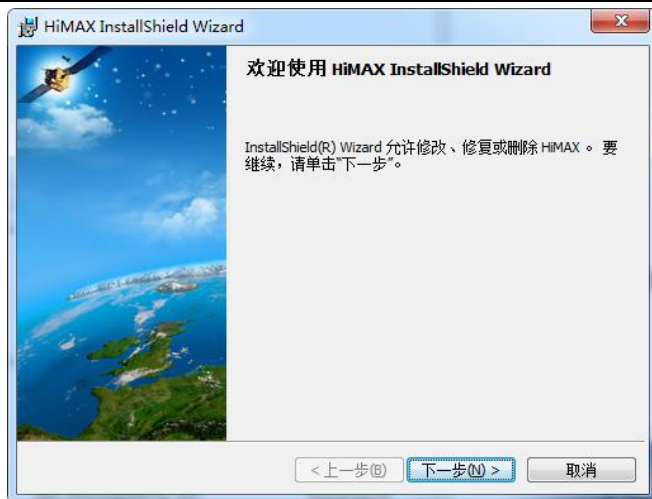 HiMAX InstallShield Wizard
欢迎使用 HiMAX InstallShield Wizard
InstallShield(R) Wizard 允许修改、修复或删除 HiMAX 。 要
继续，请单击“下一步”。
<上一步(B)
下一步(N) >
取消